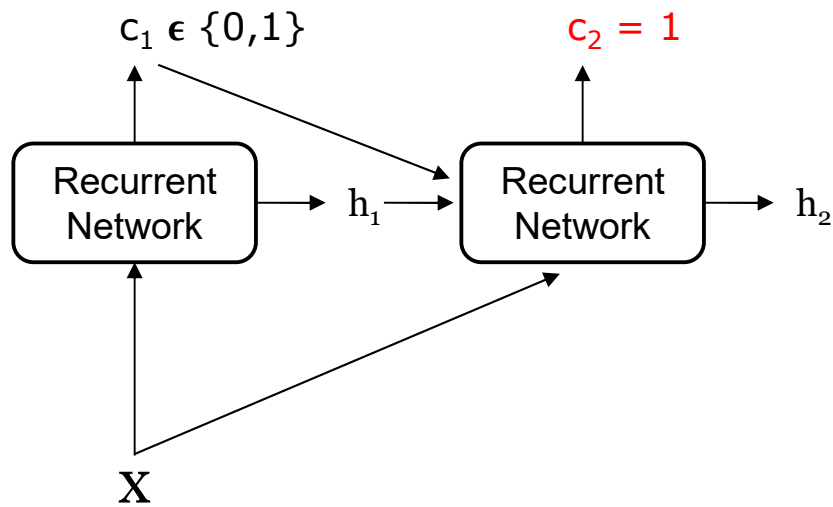 c₁ ϵ {0,1}
c₂ = 1
Recurrent
Network
h₁
Recurrent
Network
h₂
X